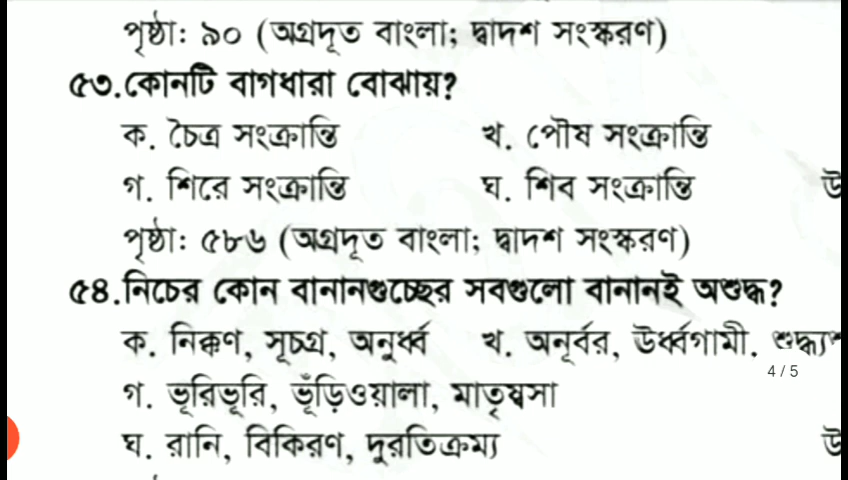 পৃষ্ঠা: ৯০ (অগ্রদূত বাংলা; দ্বাদশ সংস্করণ)
৫৩.কোনটি বাগধারা বোঝায়?
ক. চৈত্র সংক্রান্তি খ. পৌষ সংক্রান্তি
গ. শিরে সংক্রান্তি ঘ. শিব সংক্রান্তি
পৃষ্ঠা: ৫৮৬ (অগ্রদূত বাংলা; দ্বাদশ সংস্করণ)
৫৪.নিচের কোন বানানগুচ্ছের সবগুলো বানানই অশুদ্ধ?
ক. নিক্কণ, সূচগ্র, অনুর্ধ্ব খ. অনূর্বর, উর্ধ্বগামী.
4 / 5
গ. ভূরিভূরি, ভূঁড়িওয়ালা, মাতৃষ্বসা
ঘ. রানি, বিকিরণ, দুরতিক্রম্য